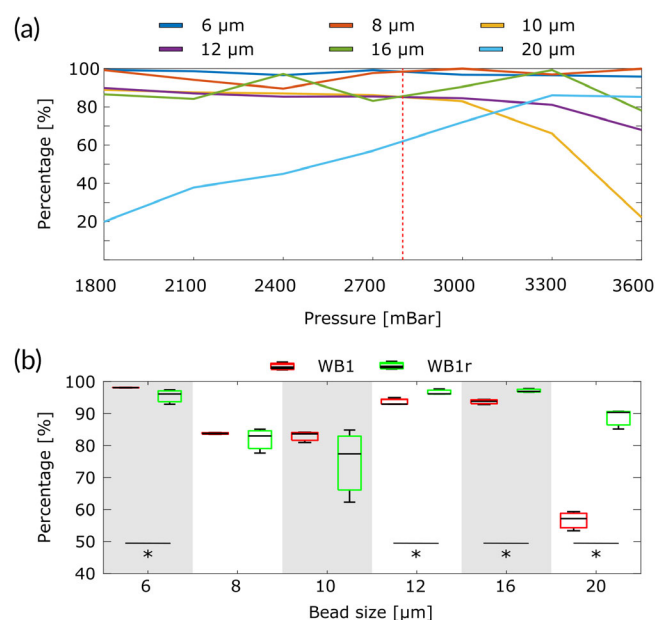 (a)
6 μm 8 μm 10 μm
12 μm 16 μm 20 μm
Percentage [%]
100
80
60
40
20
1800 2100 2400 2700 3000 3300 3600
Pressure [mBar]
(b)
WB1 WB1r
Percentage [%]
100
90
80
70
60
50
40
* * * *
6 8 10 12 16 20
Bead size [μm]